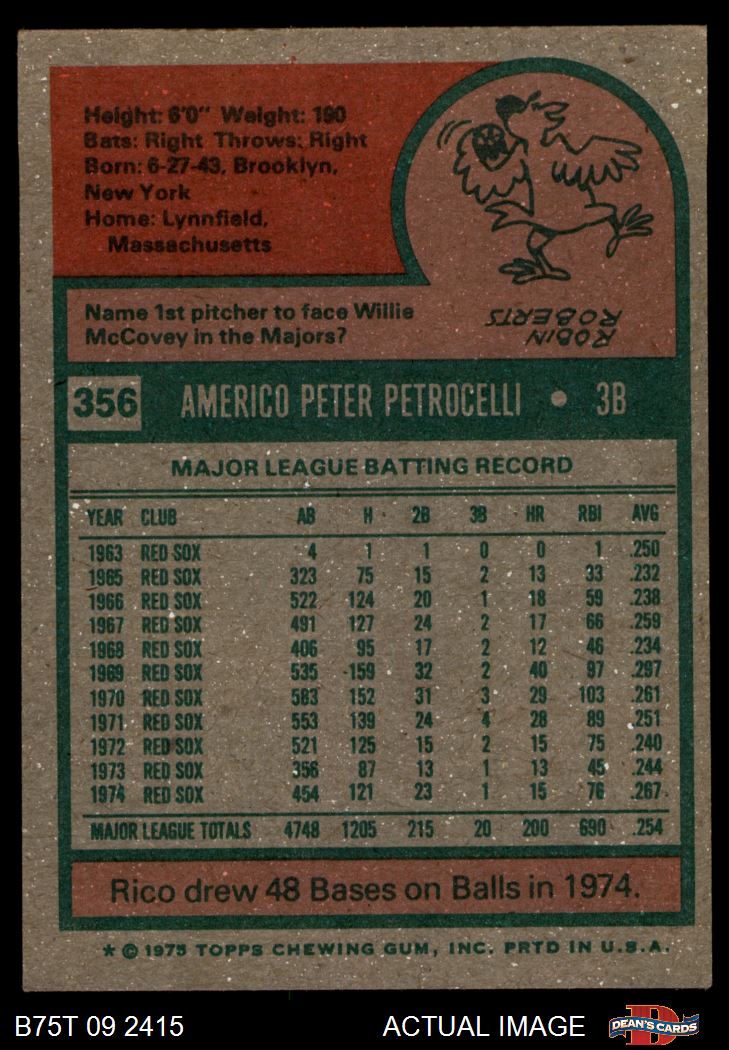 Height: 6'0" Weight: 190
Bats: Right Throws: Right
Born: 6-27-43, Brooklyn,
New York
Home: Lynnfield,
Massachusetts
Name 1st pitcher to face Willie
McCovey in the Majors?
ROBIN
ROBERTS
356 AMERICO PETER PETROCELLI • 3B
MAJOR LEAGUE BATTING RECORD
YEAR CLUB AB H 2B 3B HR RBI AVG
1963 RED SOX 4 1 1 0 0 1 .250
1965 RED SOX 323 75 15 2 13 33 .232
1966 RED SOX 522 124 20 1 18 59 .238
1967 RED SOX 491 127 24 2 17 66 .259
1968 RED SOX 406 95 17 2 12 46 .234
1969 RED SOX 535 159 32 2 40 97 .297
1970 RED SOX 583 152 31 3 29 103 .261
1971 RED SOX 553 139 24 4 28 89 .251
1972 RED SOX 521 125 15 2 15 75 .240
1973 RED SOX 356 87 13 1 13 45 .244
1974 RED SOX 454 121 23 1 15 76 .267
MAJOR LEAGUE TOTALS 4748 1205 215 20 200 690 .254
Rico drew 48 Bases on Balls in 1974.
* © 1975 TOPPS CHEWING GUM, INC. PRTD IN U.S.A.
B75T 09 2415 ACTUAL IMAGE DEAN'S CARDS